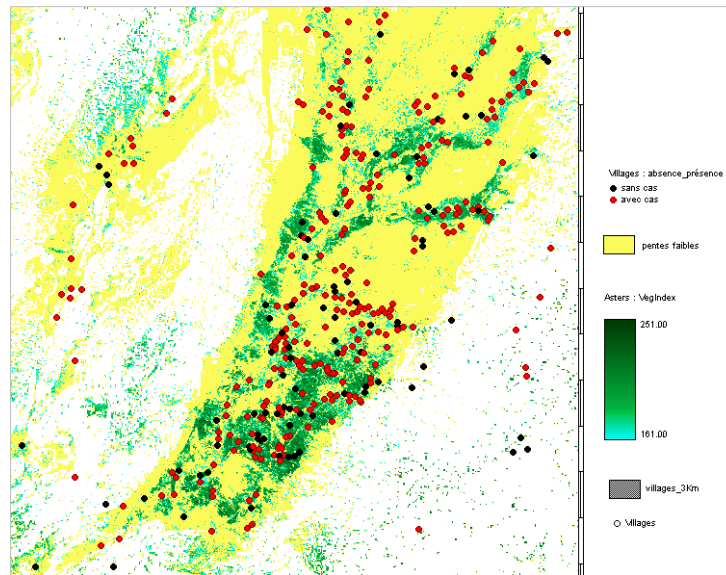 Villages : absence_présence
sans cas
avec cas
pentes faibles
Asters : VegIndex
251.00
161.00
villages_3Km
Villages